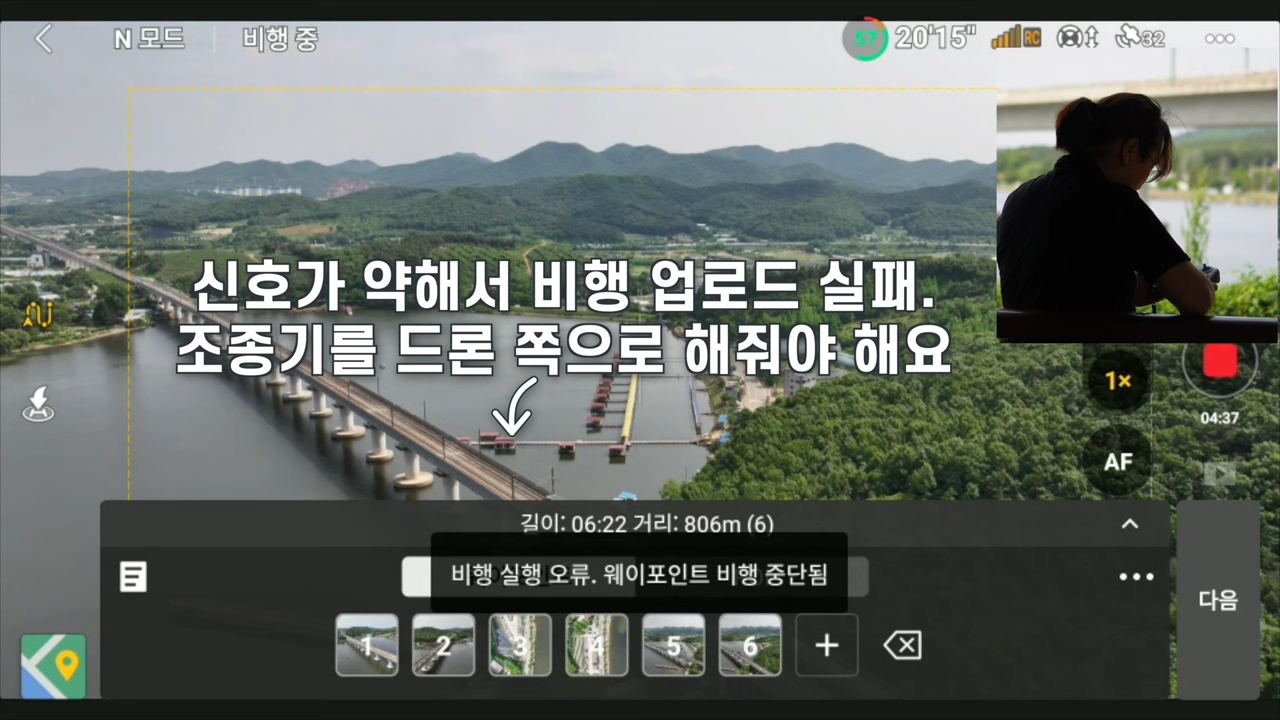 N 모드
비행 중
57
20'15"
RC
32
신호가 약해서 비행 업로드 실패.
조종기를 드론 쪽으로 해줘야 해요
1×
04:37
AF
길이: 06:22 거리: 806m (6)
비행 실행 오류. 웨이포인트 비행 중단됨
다음
1 2 3 4 5 6 +